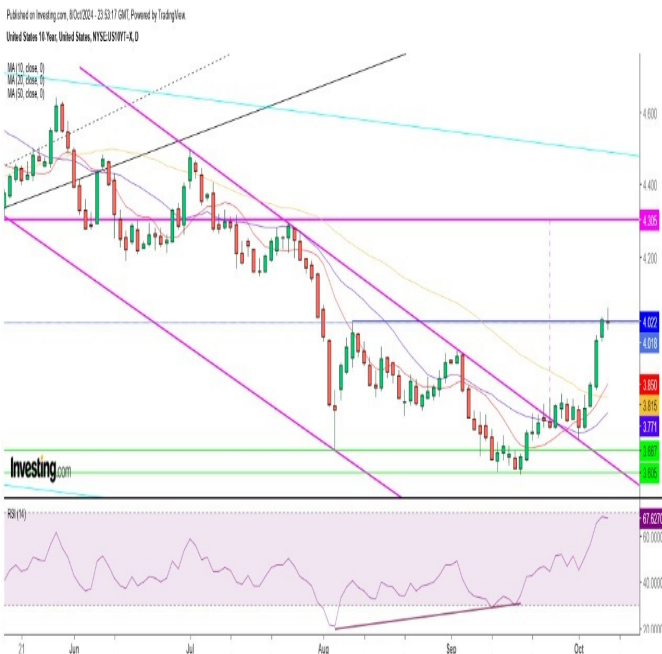 Published on Investing.com, 8/Oct/2024 - 23:53:17 GMT, Powered by TradingView.
United States 10-Year, United States, NYSE:US10YT=X, D
MA (10, close, 0)
MA (20, close, 0)
MA (50, close, 0)
4.600
4.400
4.305
4.200
4.022
4.018
3.850
3.815
3.771
3.667
3.605
Investing.com
RSI (14)
67.6270
60.0000
40.0000
20.0000
21 Jun Jul Aug Sep Oct